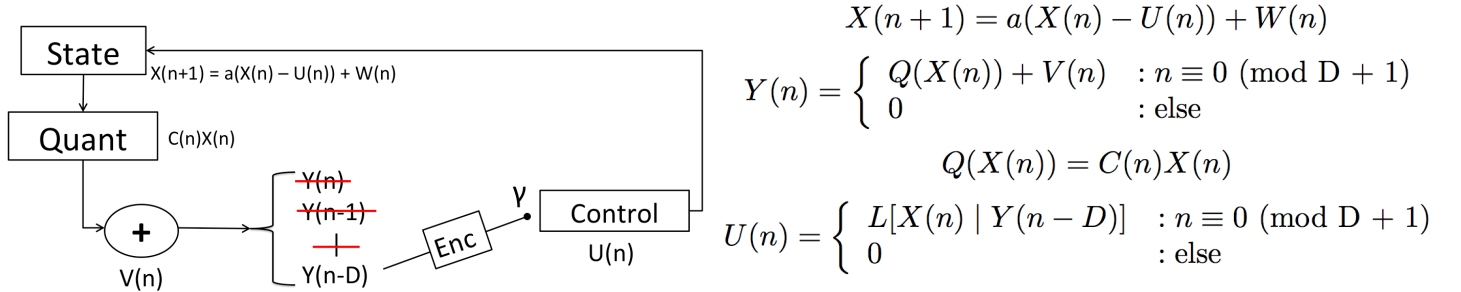 State
X(n+1) = a(X(n) – U(n)) + W(n)
Quant
C(n)X(n)
+
V(n)
Y(n)
Y(n-1)
Y(n-D)
Enc
γ
Control
U(n)
X(n + 1) = a(X(n) − U(n)) + W(n)
Y(n) = { Q(X(n)) + V(n) : n ≡ 0 (mod D + 1)
0 : else
Q(X(n)) = C(n)X(n)
U(n) = { L[X(n) | Y(n − D)] : n ≡ 0 (mod D + 1)
0 : else